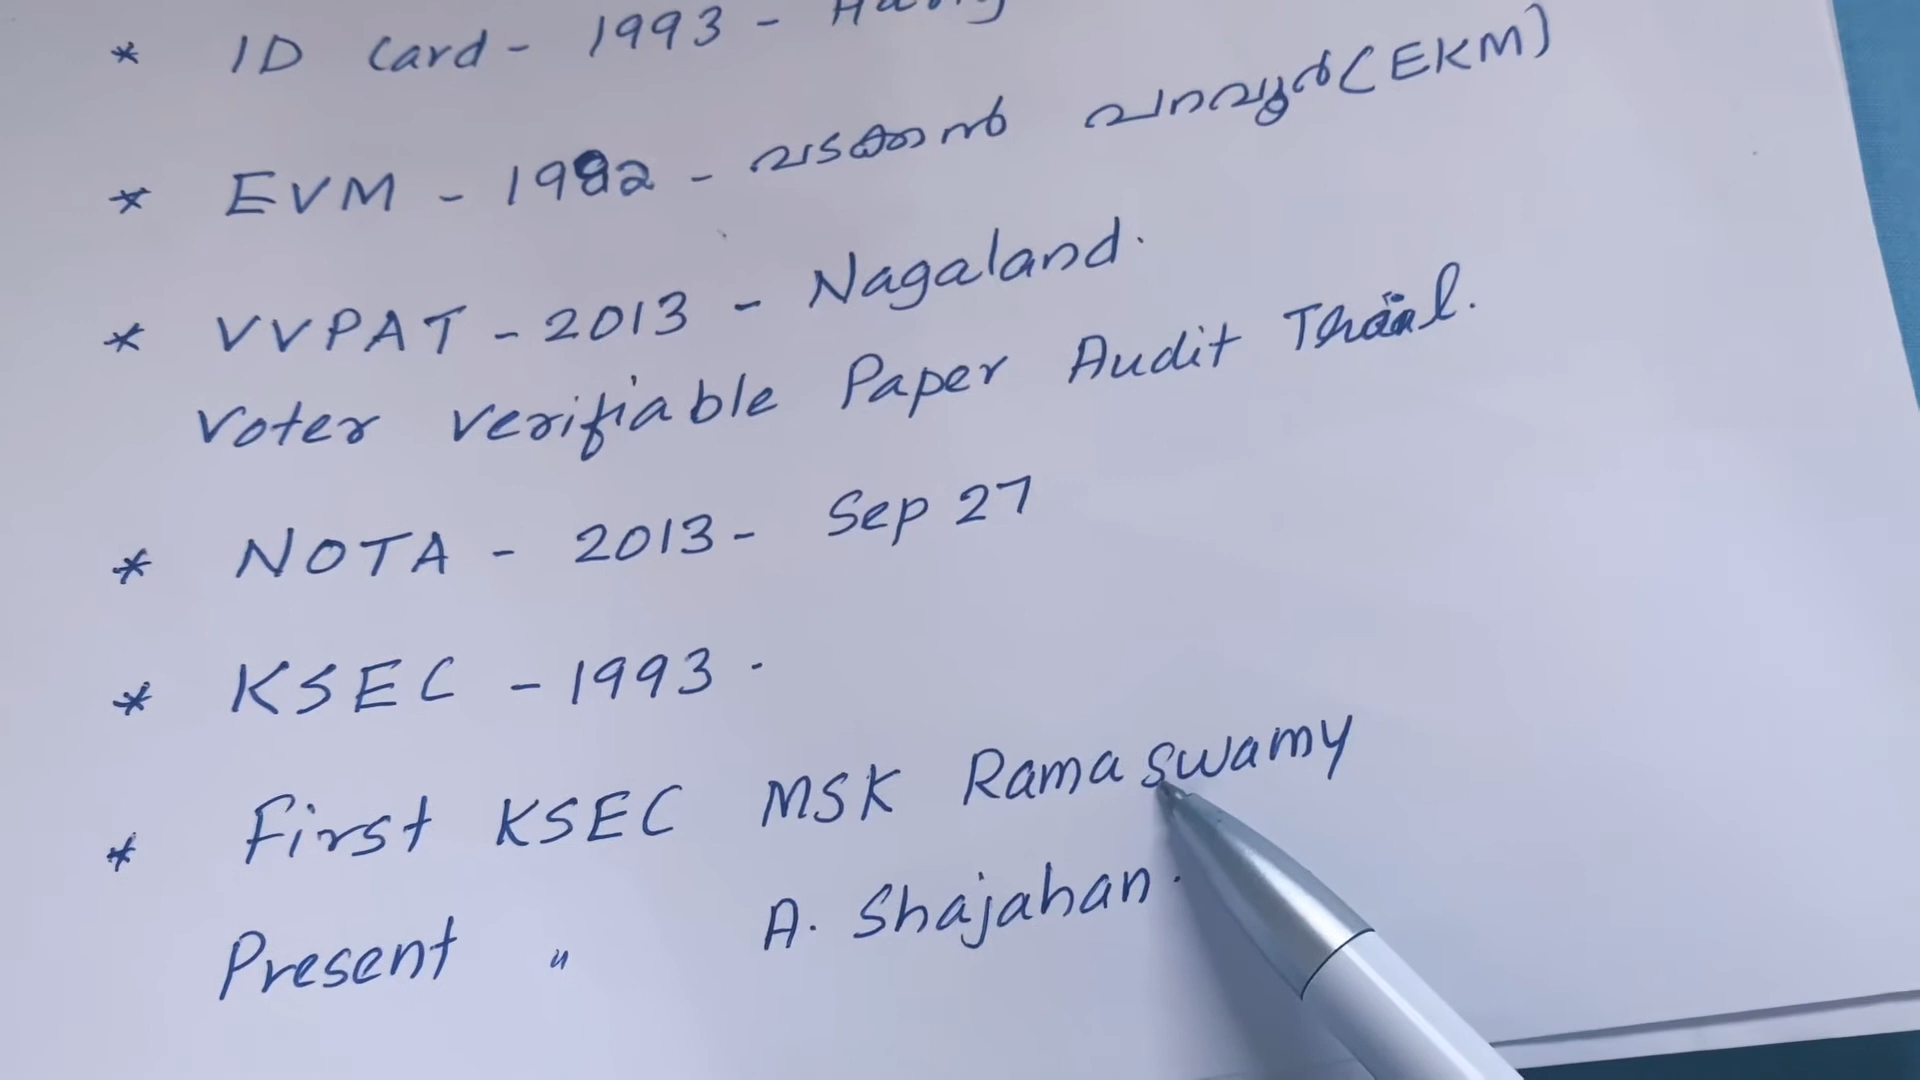 * ID Card - 1993 -
* EVM - 1982 - വടക്കൻ പറവൂർ (EKM)
* VVPAT - 2013 - Nagaland.
Voter Verifiable Paper Audit Trail.
* NOTA - 2013 - Sep 27
* KSEC - 1993.
* First KSEC MSK Ramaswamy
Present " A. Shajahan.